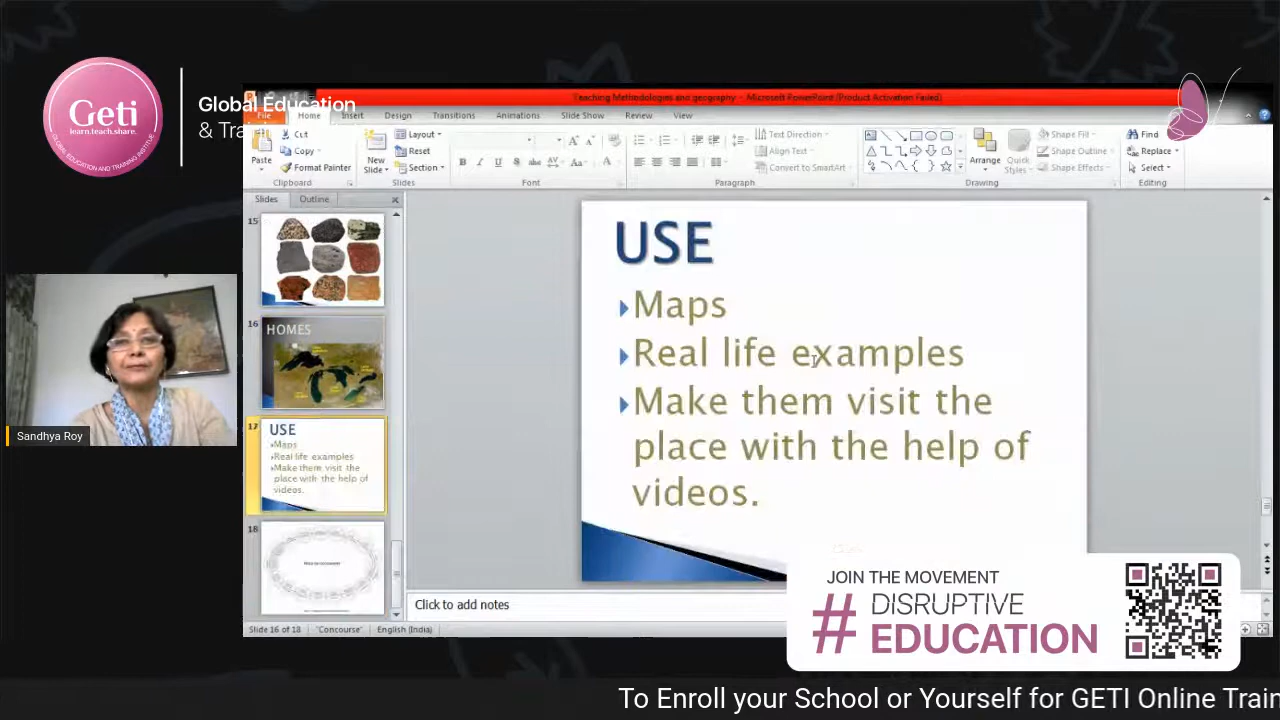 Geti
learn.teach.share.
GLOBAL EDUCATION AND TRAINING INSTITUTE
Global Education
& Tra
Teaching Methodologies and geography - Microsoft PowerPoint (Product Activation Failed)
File Home Insert Design Transitions Animations Slide Show Review View
Paste
Cut
Copy
Format Painter
Clipboard
New
Slide
Layout
Reset
Section
Slides
Font
Paragraph
Text Direction
Align Text
Convert to SmartArt
Arrange
Quick
Styles
Shape Fill
Shape Outline
Shape Effects
Drawing
Find
Replace
Select
Editing
Slides Outline
15
16
HOMES
17
USE
Maps
Real life examples
Make them visit the
place with the help of
videos.
18
USE
Maps
Real life examples
Make them visit the
place with the help of
videos.
Click to add notes
Slide 16 of 18 "Concourse" English (India)
Sandhya Roy
JOIN THE MOVEMENT
# DISRUPTIVE
EDUCATION
To Enroll your School or Yourself for GETI Online Train